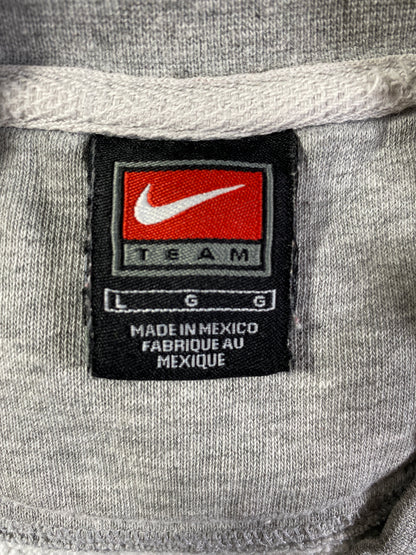 TEAM
L G G
MADE IN MEXICO
FABRIQUE AU
MEXIQUE